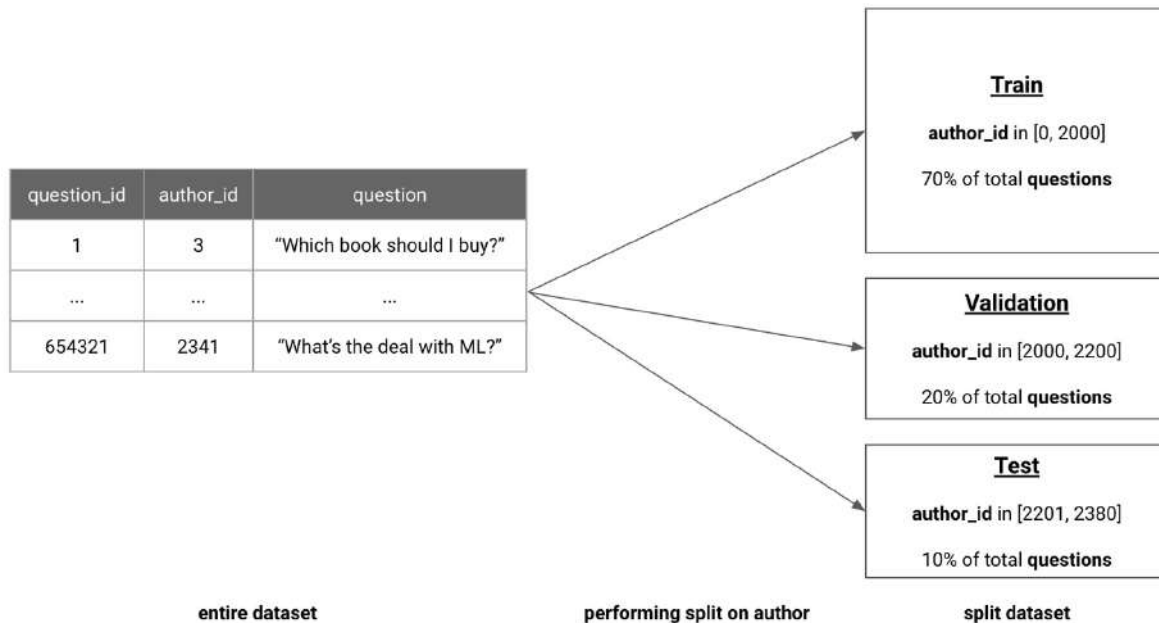 question_id author_id question
1 3 “Which book should I buy?”
... ... ...
654321 2341 “What's the deal with ML?”
Train
author_id in [0, 2000]
70% of total questions
Validation
author_id in [2000, 2200]
20% of total questions
Test
author_id in [2201, 2380]
10% of total questions
entire dataset performing split on author split dataset